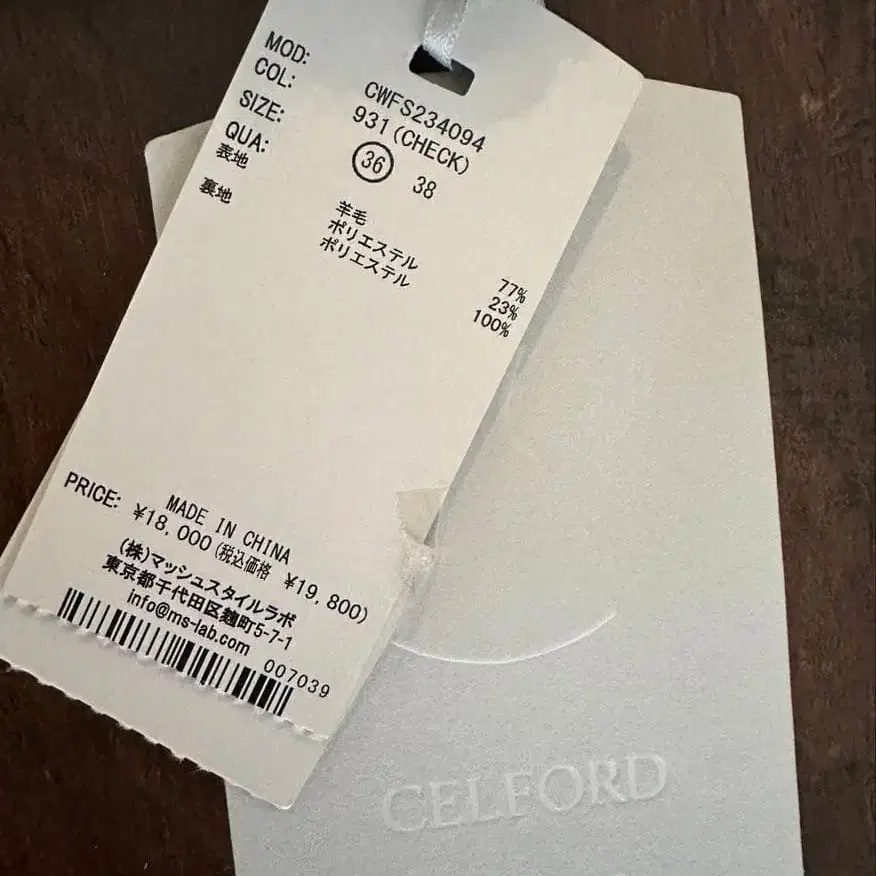 MOD: CWFS234094
COL: 931(CHECK)
SIZE: 36 38
QUA:
表地 羊毛 77%
ポリエステル 23%
裏地 ポリエステル 100%
MADE IN CHINA
PRICE: ¥18,000(税込価格 ¥19,800)
(株)マッシュスタイルラボ
東京都千代田区麹町5-7-1
info@ms-lab.com
007039
CELFORD